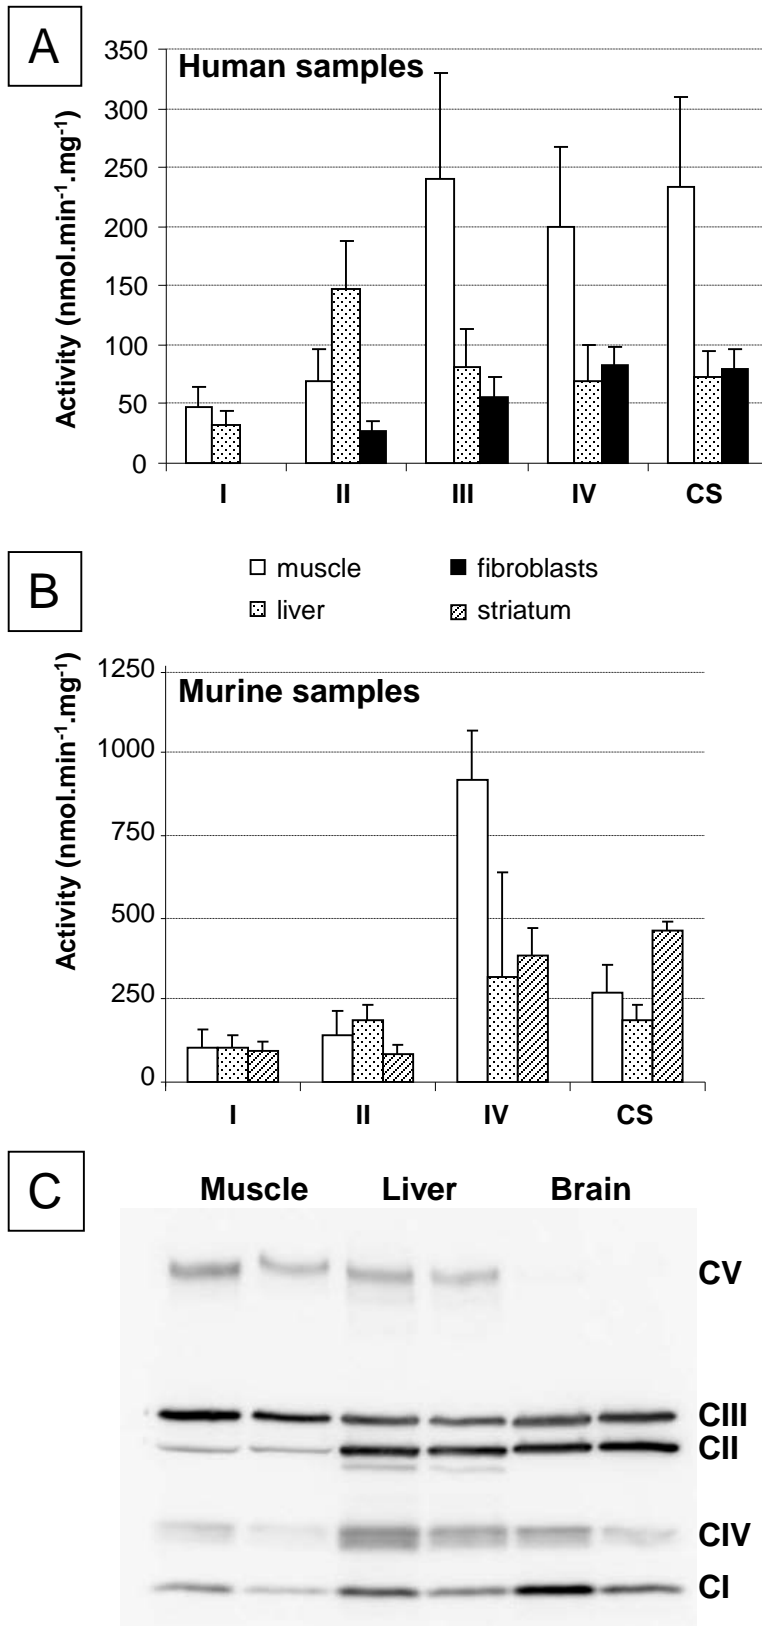 A
Human samples
Activity (nmol.min⁻¹.mg⁻¹)
350
300
250
200
150
100
50
0
I II III IV CS
muscle fibroblasts
liver striatum
B
Murine samples
Activity (nmol.min⁻¹.mg⁻¹)
1250
1000
750
500
250
0
I II IV CS
C
Muscle Liver Brain
CV
CIII
CII
CIV
CI